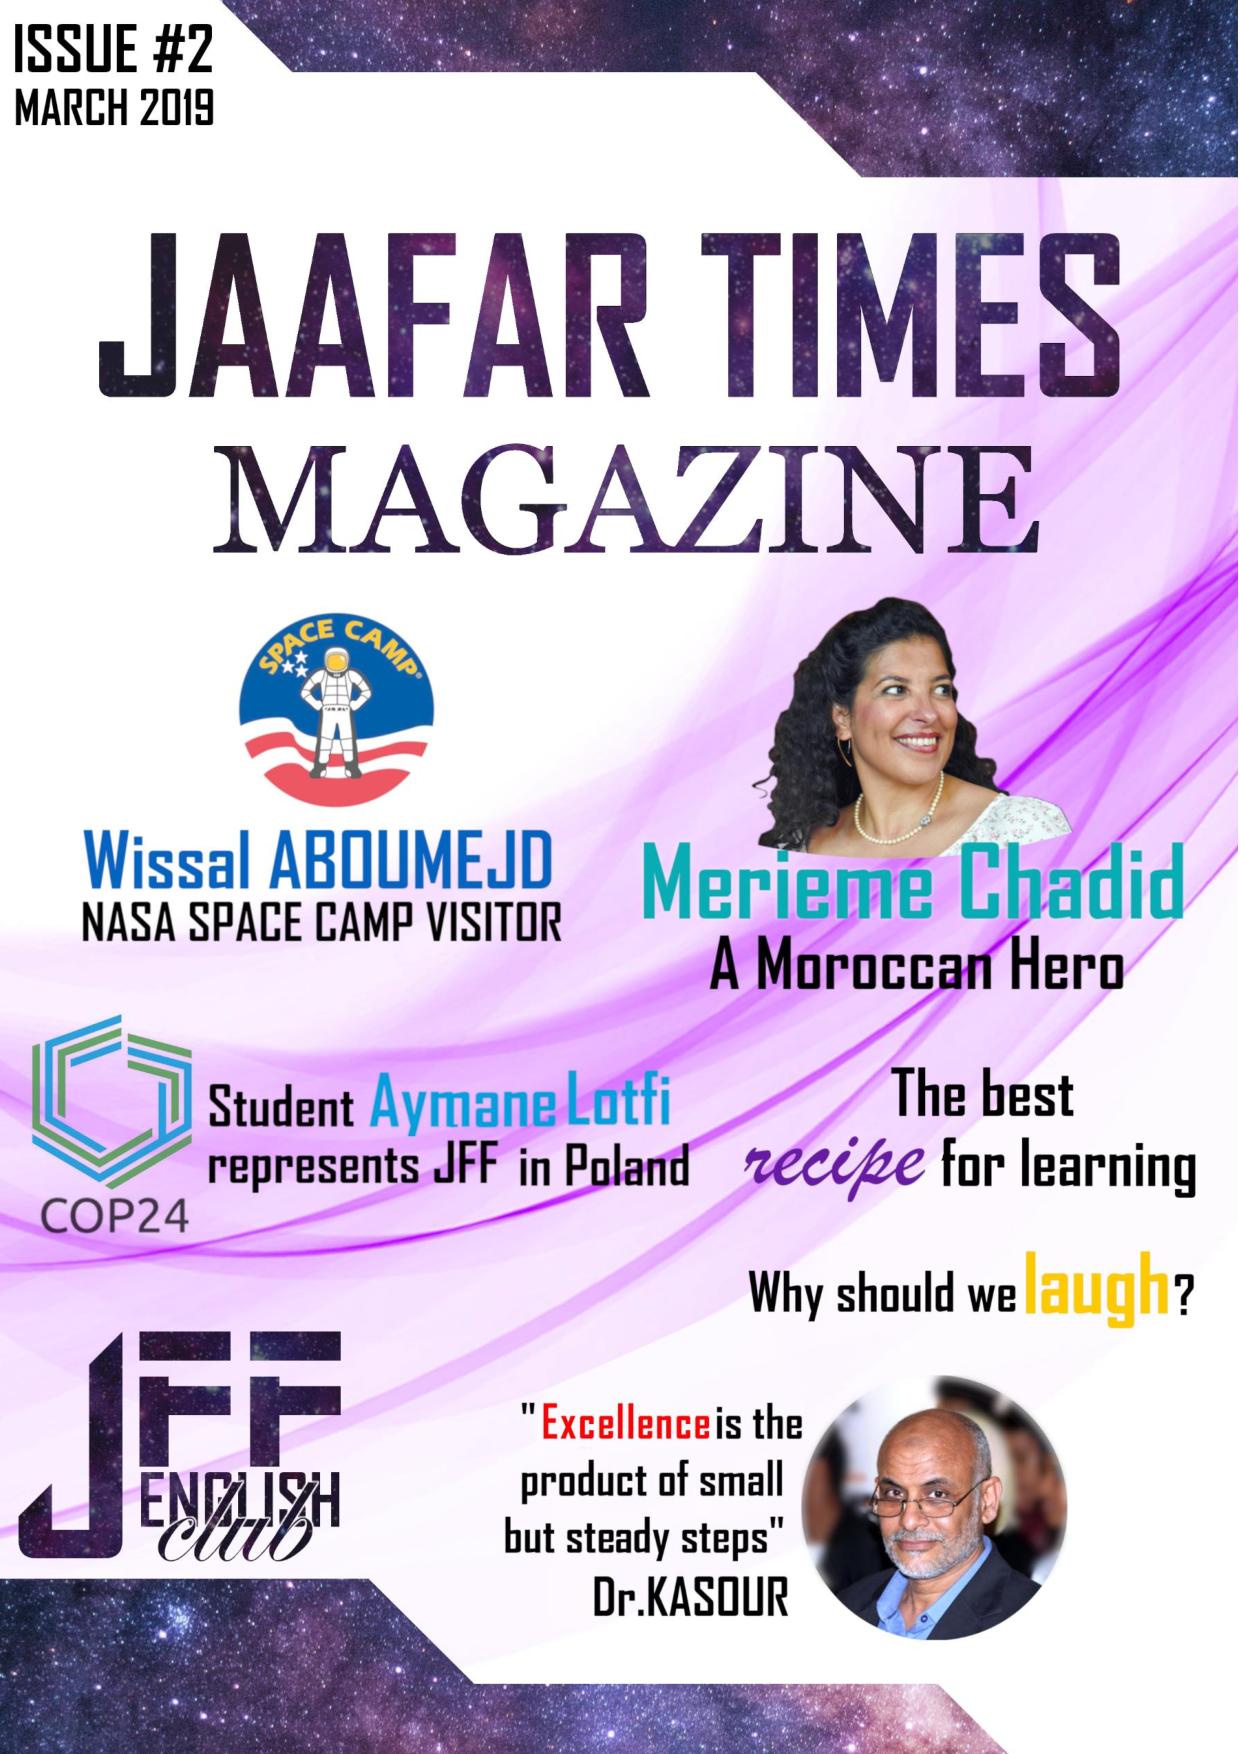 ISSUE #2
MARCH 2019
JAAFAR TIMES
MAGAZINE
SPACE CAMP®
Wissal ABOUMEJD
NASA SPACE CAMP VISITOR
Merieme Chadid
A Moroccan Hero
COP24
Student Aymane Lotfi
represents JFF in Poland
The best
recipe for learning
Why should we laugh?
JFF
ENGLISH
club
"Excellence is the
product of small
but steady steps"
Dr.KASOUR